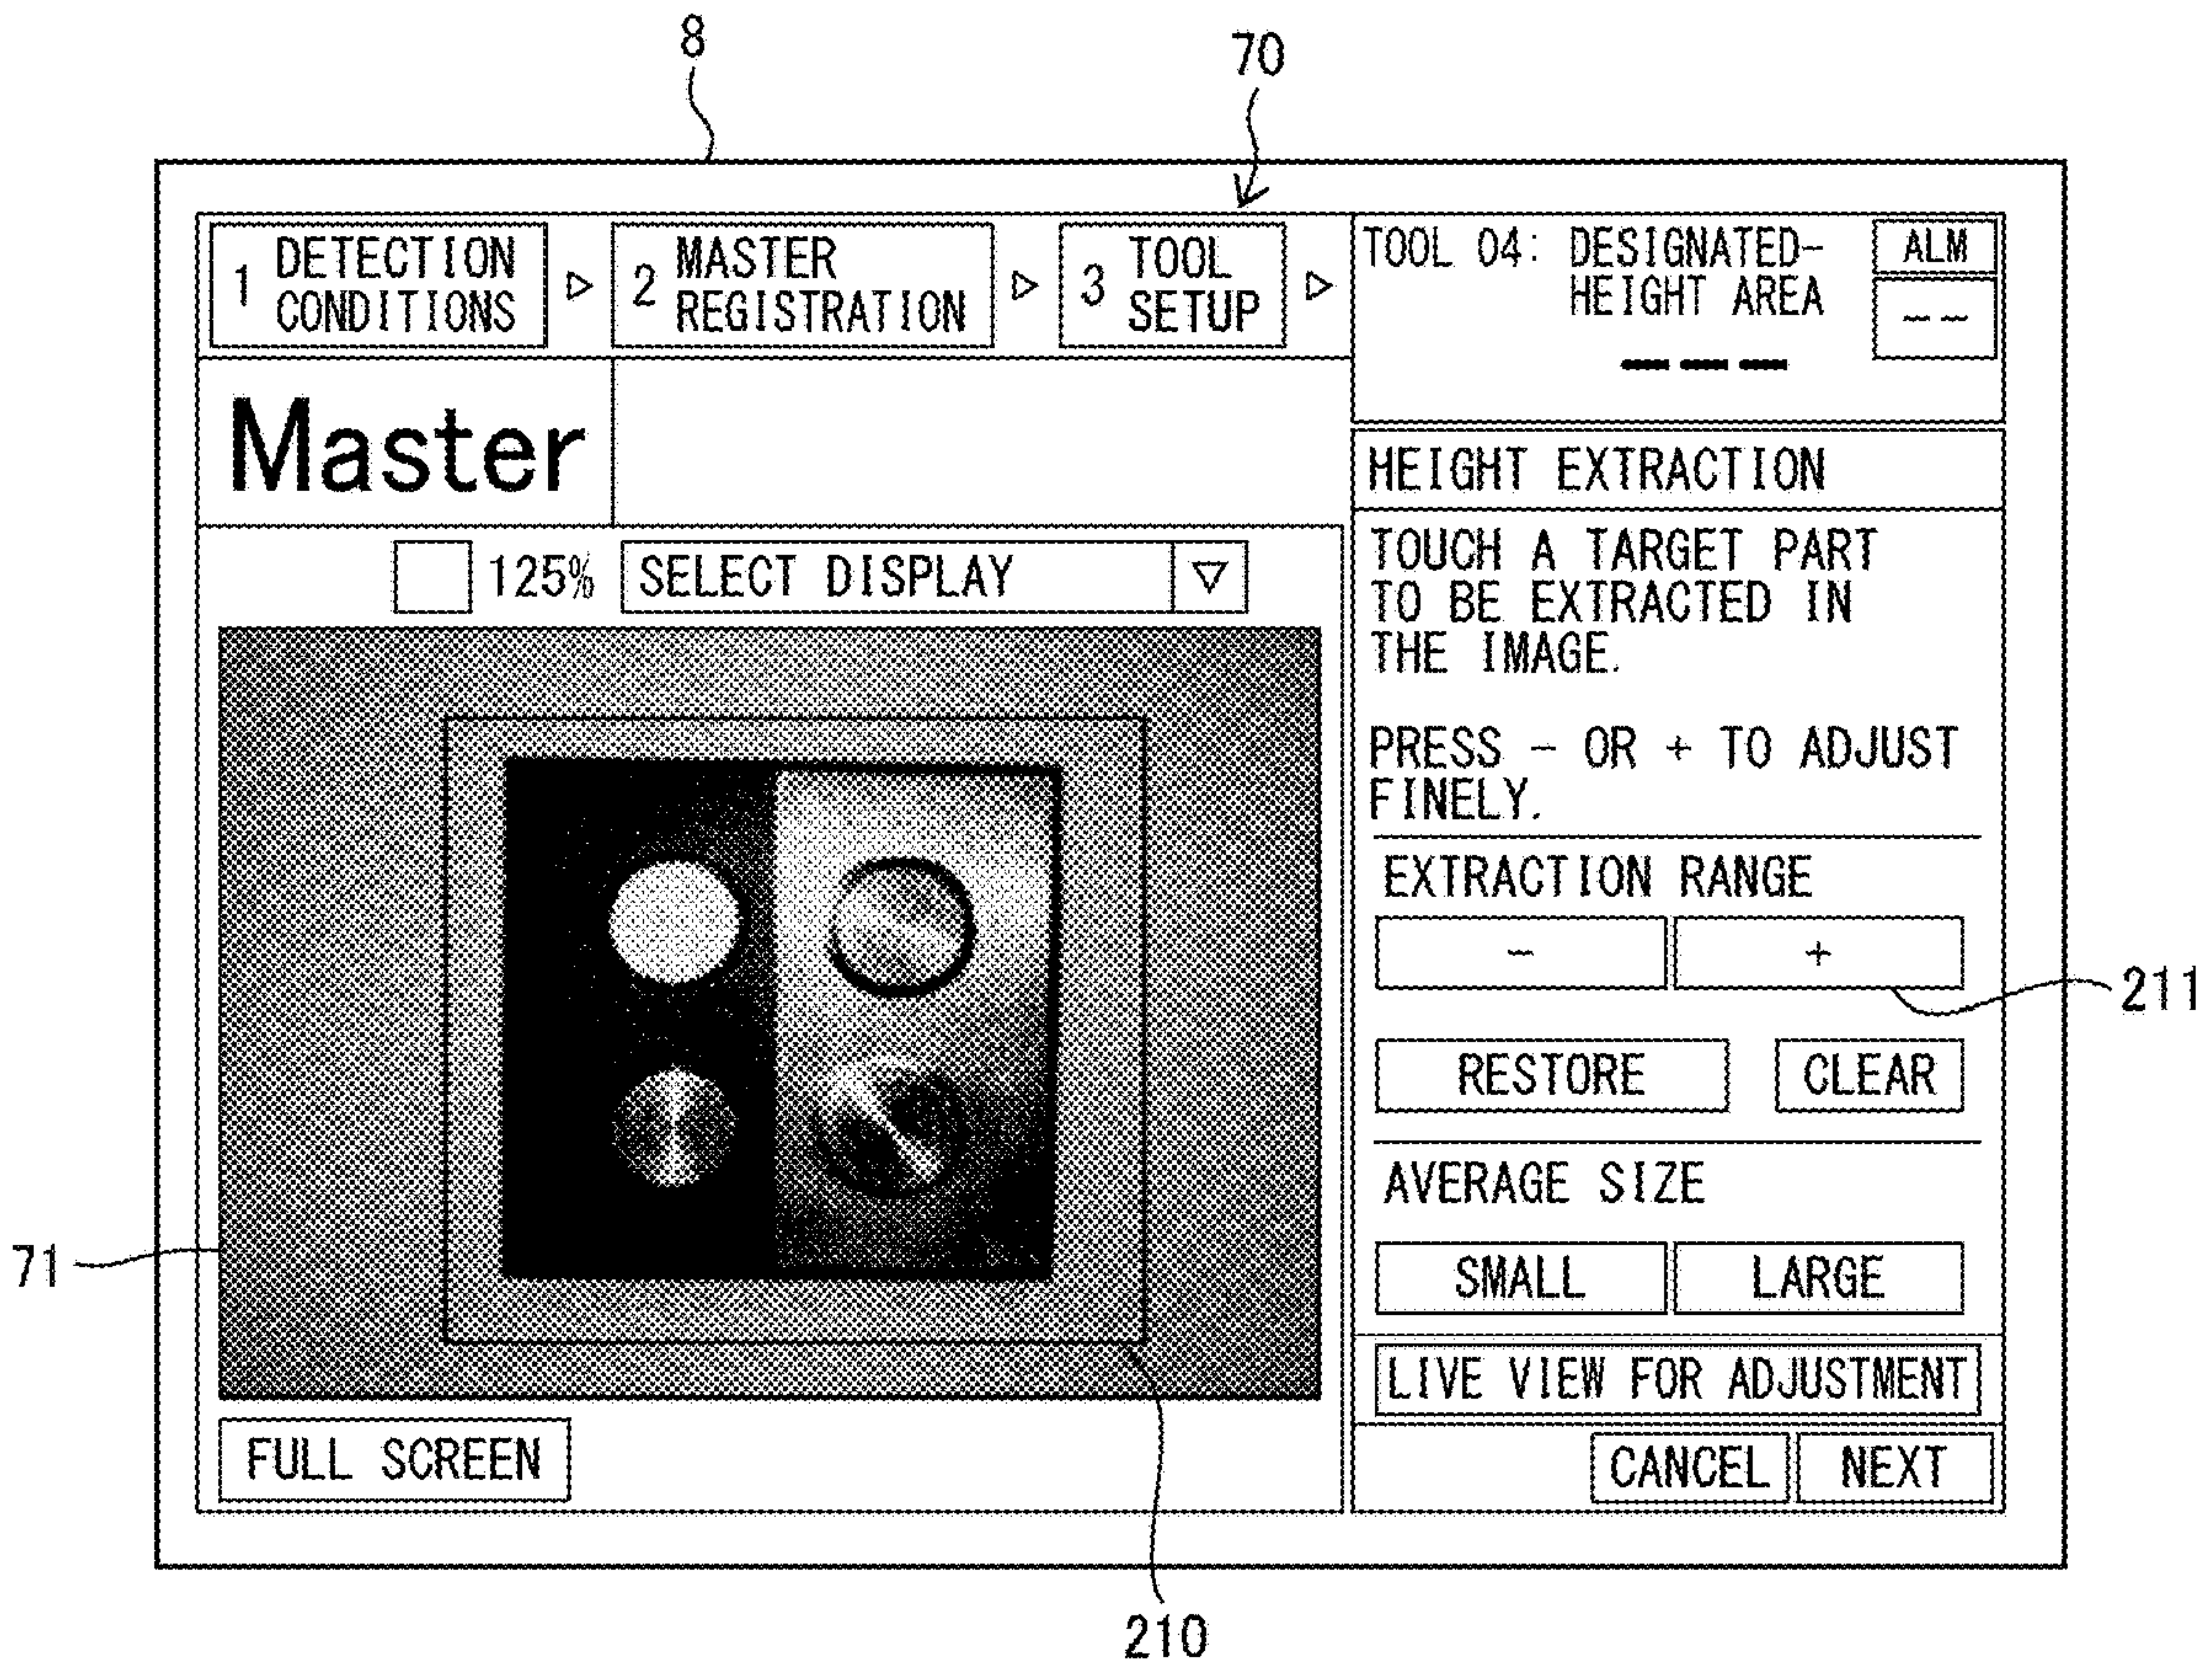 8
70
1 DETECTION CONDITIONS
2 MASTER REGISTRATION
3 TOOL SETUP
TOOL 04: DESIGNATED-
HEIGHT AREA
ALM
--
---
Master
HEIGHT EXTRACTION
125%
SELECT DISPLAY
TOUCH A TARGET PART
TO BE EXTRACTED IN
THE IMAGE.
PRESS - OR + TO ADJUST
FINELY.
EXTRACTION RANGE
- +
211
RESTORE CLEAR
AVERAGE SIZE
71
SMALL LARGE
LIVE VIEW FOR ADJUSTMENT
FULL SCREEN
CANCEL NEXT
210